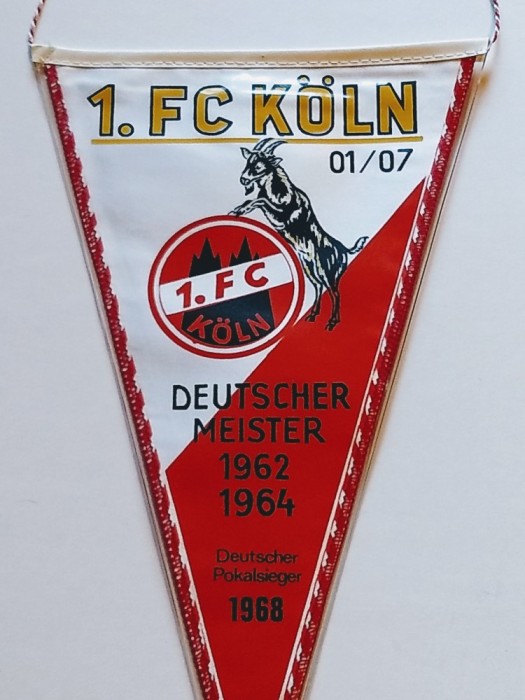 1. FC KÖLN
01/07
1. FC
KÖLN
DEUTSCHER
MEISTER
1962
1964
Deutscher
Pokalsieger
1968